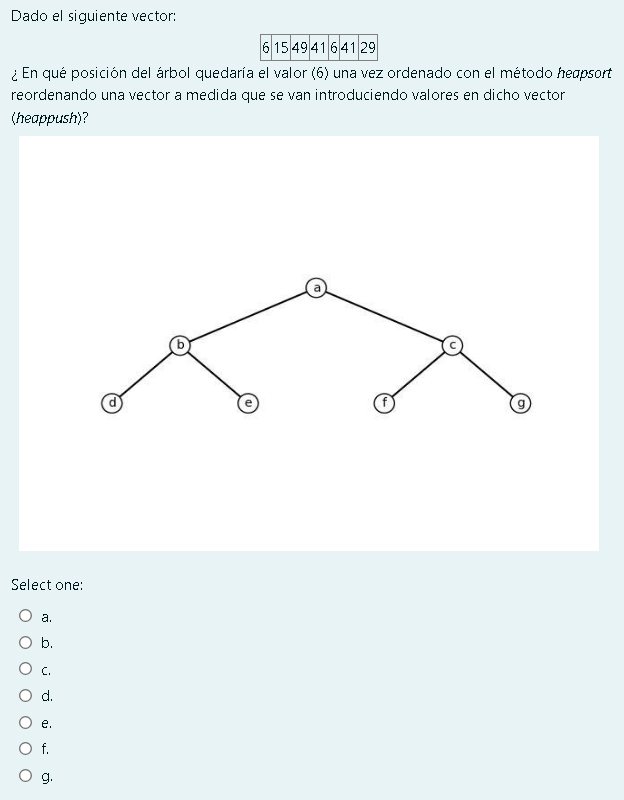 Dado el siguiente vector:
6 15 49 41 6 41 29
¿ En qué posición del árbol quedaría el valor (6) una vez ordenado con el método heapsort
reordenando una vector a medida que se van introduciendo valores en dicho vector
(heappush)?
a
b
c
d
e
f
g
Select one:
a.
b.
c.
d.
e.
f.
g.